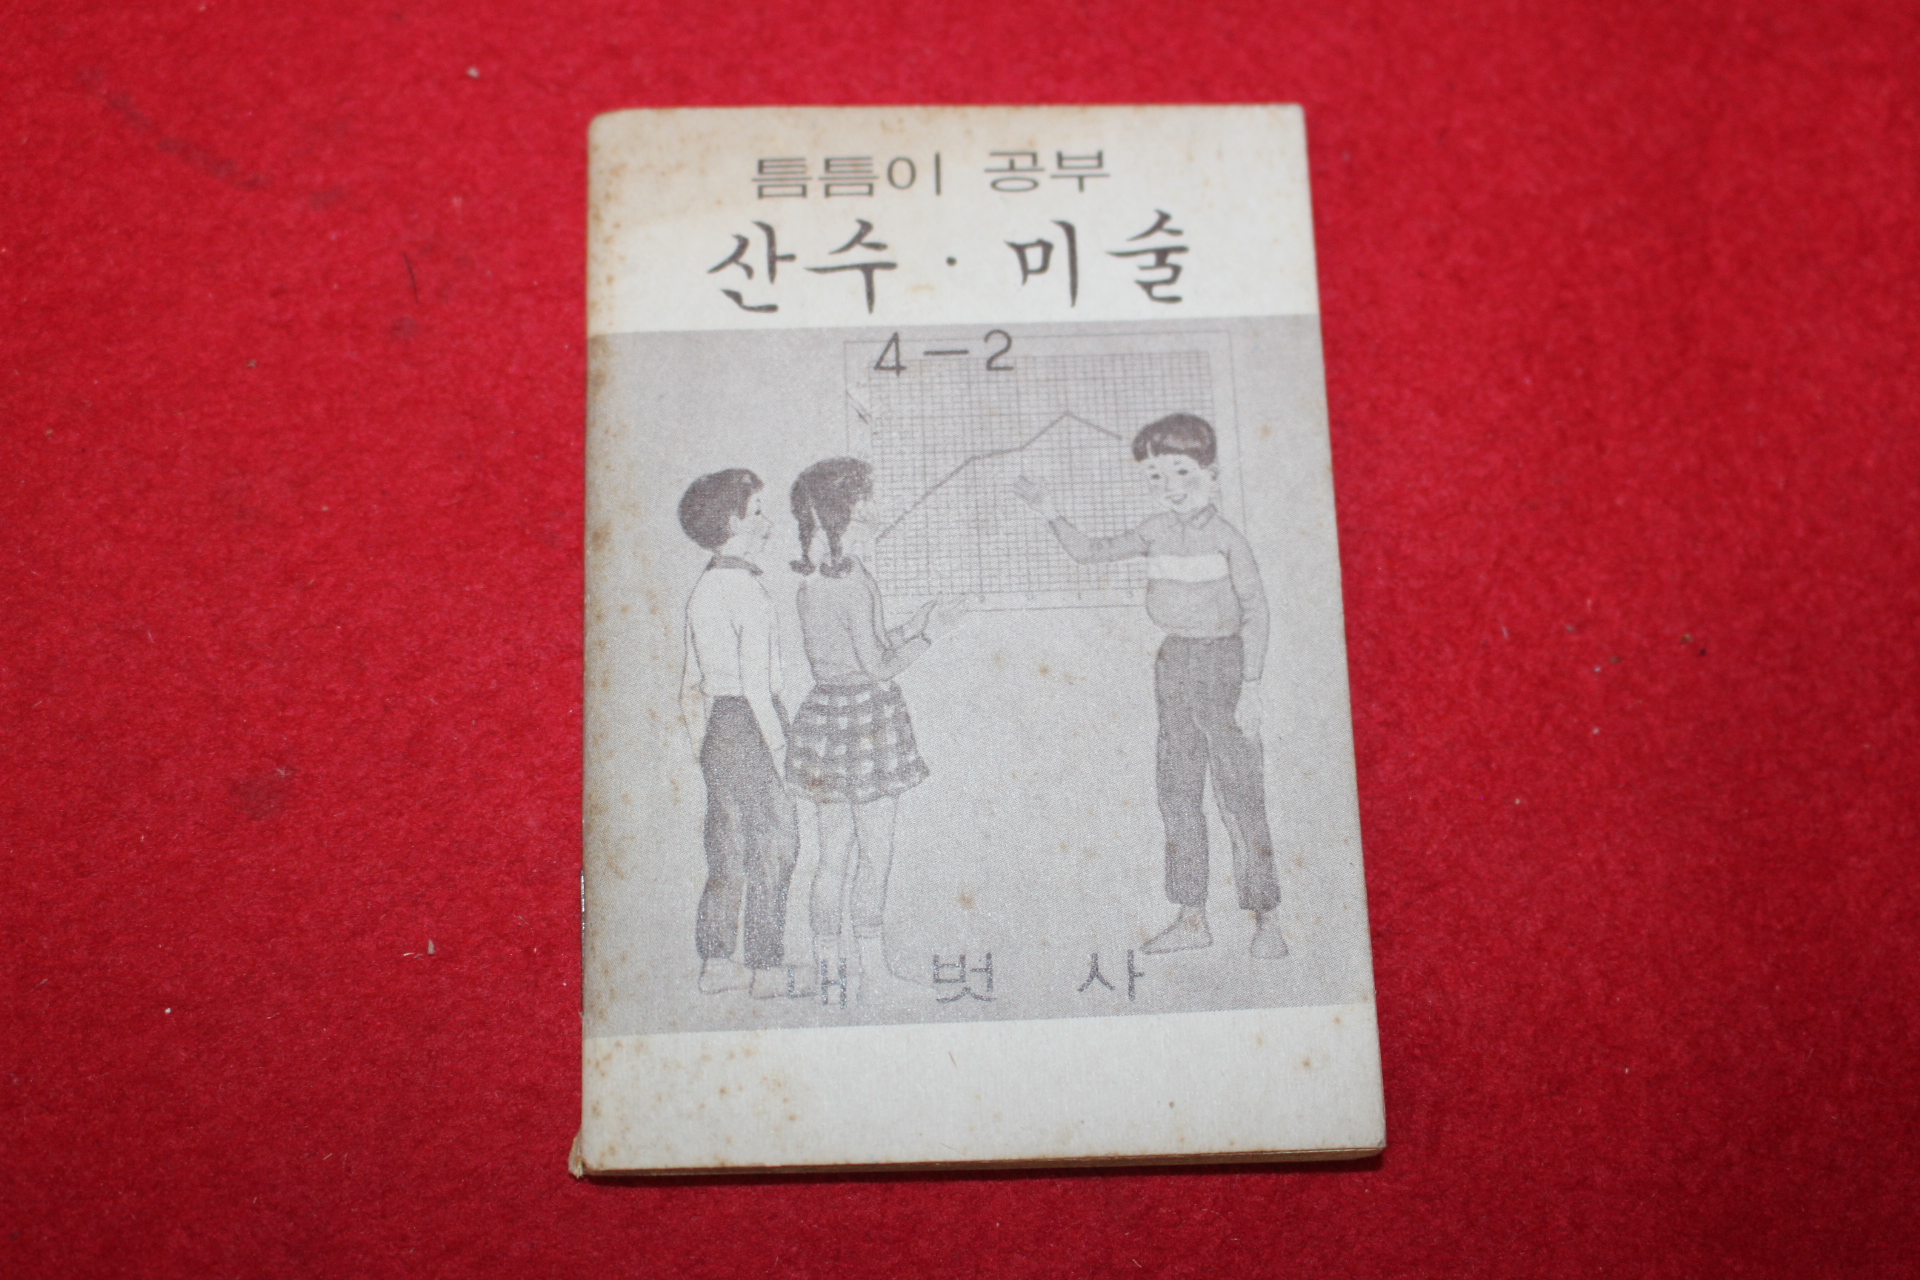 틈틈이 공부
산수 · 미술
4-2
새 벗 사